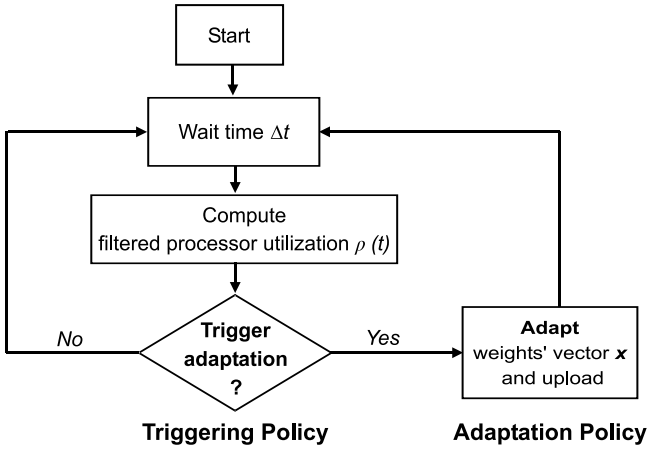 Start
Wait time Δt
Compute
filtered processor utilization ρ (t)
Trigger
adaptation
?
No
Yes
Adapt
weights' vector x
and upload
Triggering Policy
Adaptation Policy